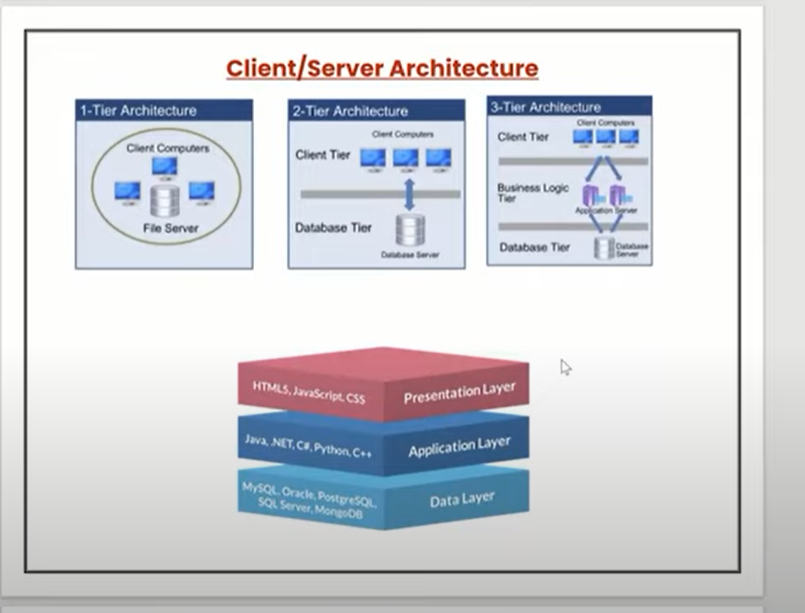 Client/Server Architecture
1-Tier Architecture
Client Computers
File Server
2-Tier Architecture
Client Computers
Client Tier
Database Tier
Database Server
3-Tier Architecture
Client Computers
Client Tier
Business Logic
Tier
Application Server
Database Tier
Database
Server
HTML5, JavaScript, CSS
Presentation Layer
Java, .NET, C#, Python, C++
Application Layer
MySQL, Oracle, PostgreSQL,
SQL Server, MongoDB
Data Layer